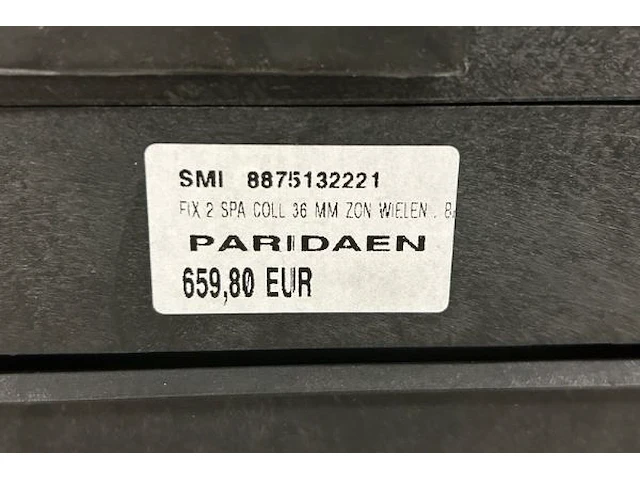 SMI 8875132221
FIX 2 SPA COLL 36 MM ZON WIELEN .
PARIDAEN
659,80 EUR